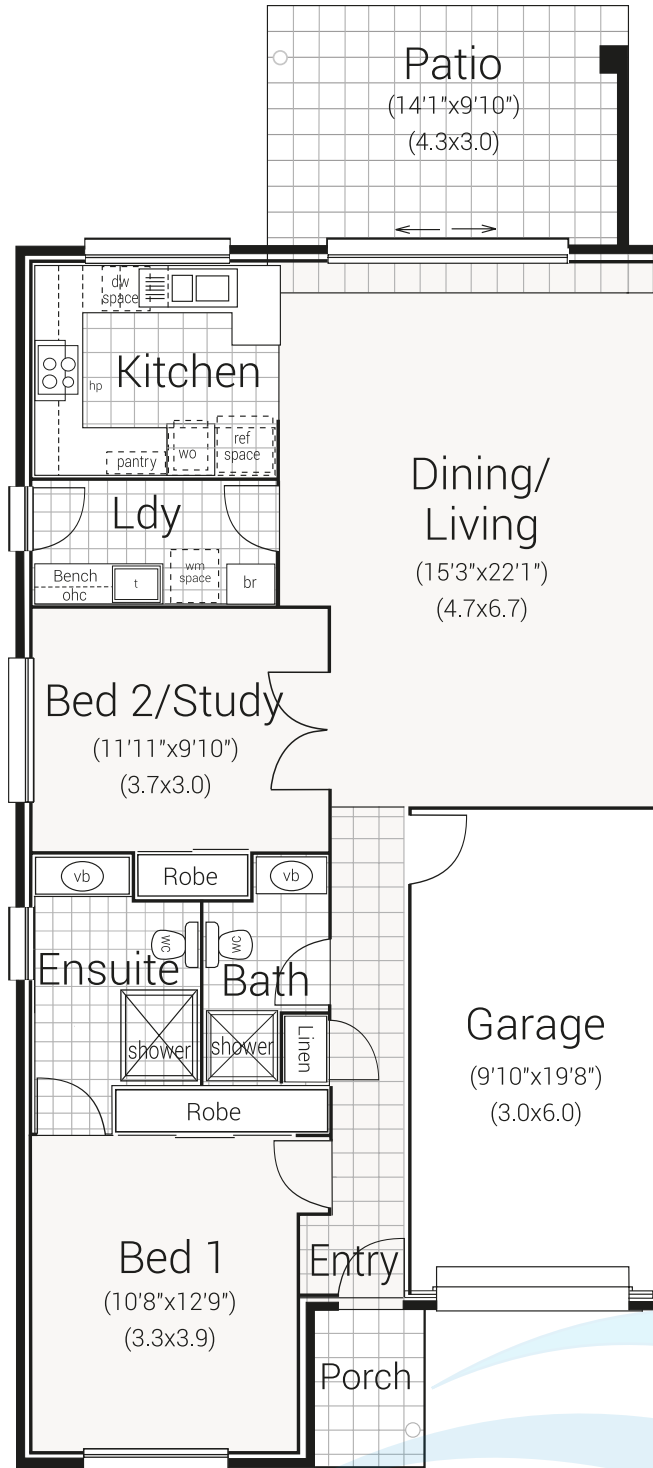 Patio
(14'1"x9'10")
(4.3x3.0)
dw
space
Kitchen
hp
pantry
wo
ref
space
Dining/
Living
(15'3"x22'1")
(4.7x6.7)
Ldy
Bench
ohc
t
wm
space
br
Bed 2/Study
(11'11"x9'10")
(3.7x3.0)
vb
Robe
vb
wc
wc
Ensuite
Bath
shower
shower
Linen
Garage
(9'10"x19'8")
(3.0x6.0)
Robe
Bed 1
(10'8"x12'9")
(3.3x3.9)
Entry
Porch